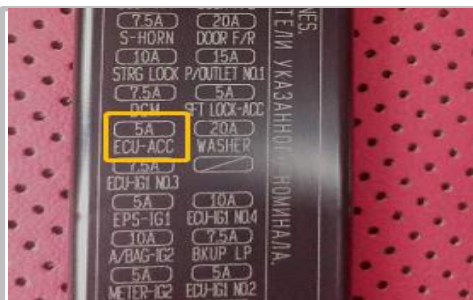 7.5A 20A
S-HORN DOOR F/R
10A 15A
STRG LOCK P/OUTLET NO.1
7.5A 5A
DCM SFT LOCK-ACC
5A 20A
ECU-ACC WASHER
7.5A
ECU-IG1 NO.3
5A 10A
EPS-IG1 ECU-IG1 NO.4
10A 7.5A
A/BAG-IG2 BKUP LP
5A 5A
METER-IG2 ECU-IG1 NO.2
NES.
ТЕЛИ УКАЗАННОГО НОМИНАЛА.